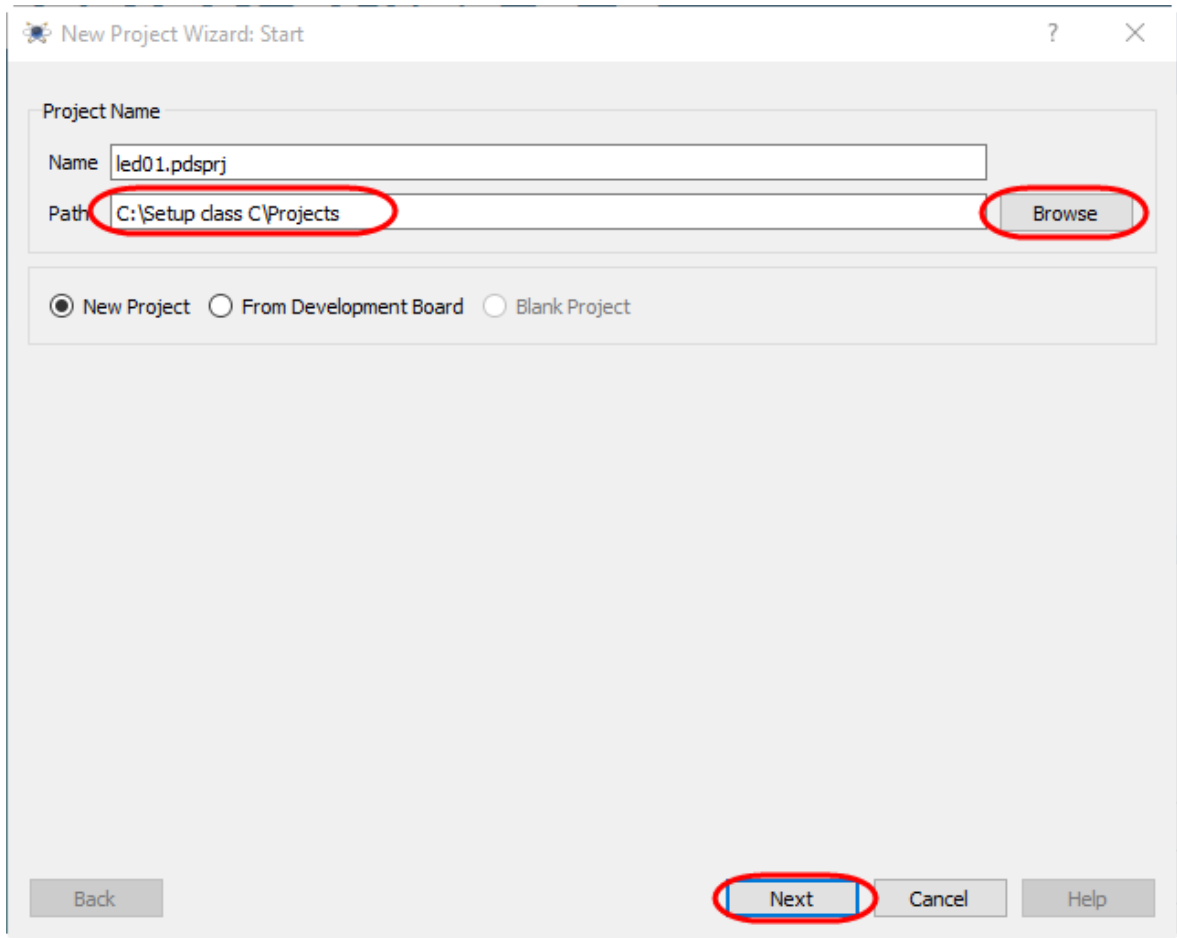 New Project Wizard: Start ?
Project Name
Name led01.pdsprj
Path C:\Setup class C\Projects Browse
New Project From Development Board Blank Project
Back Next Cancel Help